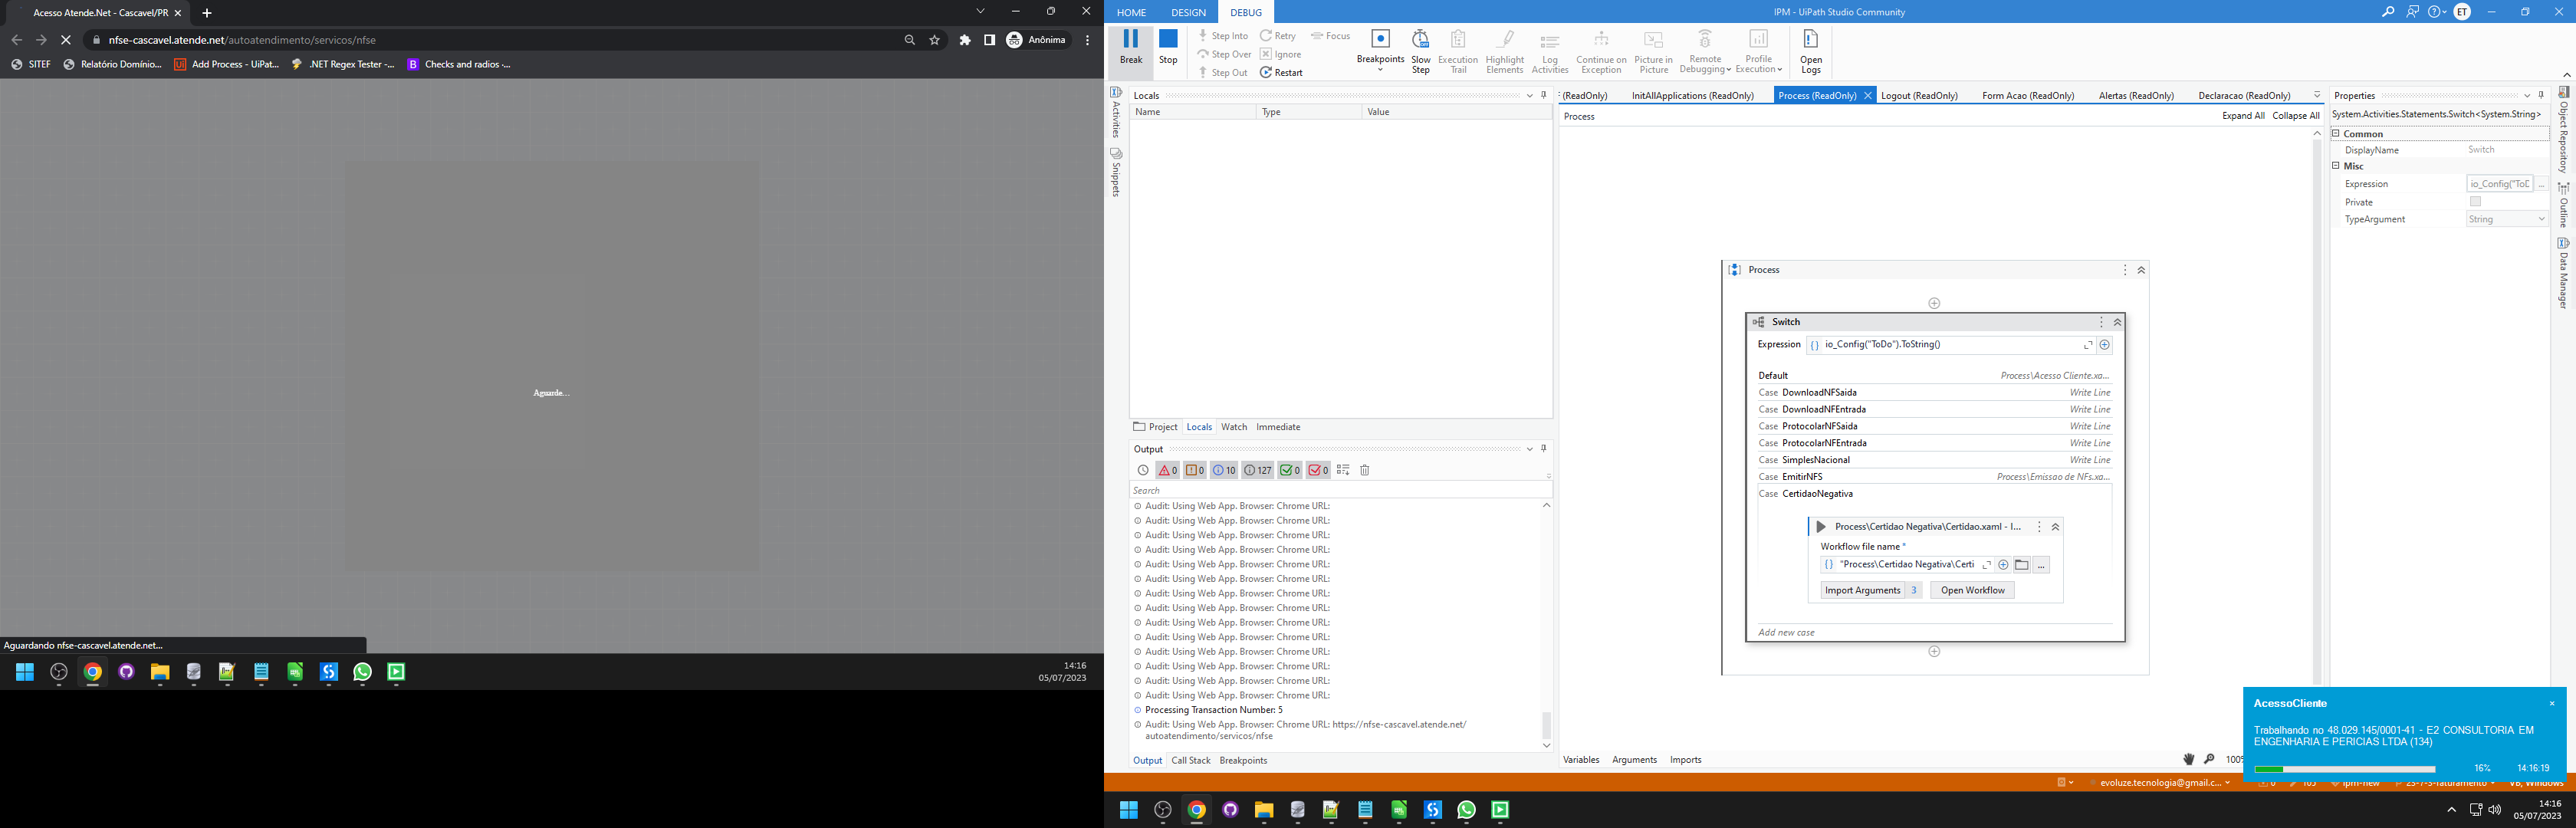 Acesso Atende.Net - Cascavel/PR
nfse-cascavel.atende.net/autoatendimento/servicos/nfse
Anônima
SITEF
Relatório Domínio...
Add Process - UiPat...
.NET Regex Tester -...
Checks and radios -...
Aguarde...
Aguardando nfse-cascavel.atende.net...
14:16
05/07/2023
HOME
DESIGN
DEBUG
IPM - UiPath Studio Community
ET
Break
Stop
Step Into
Step Over
Step Out
Retry
Ignore
Restart
Focus
Breakpoints
Slow Step
Execution Trail
Highlight Elements
Log Activities
Continue on Exception
Picture in Picture
Remote Debugging
Profile Execution
Open Logs
Activities
Snippets
Locals
Name
Type
Value
Project
Locals
Watch
Immediate
Output
0
0
10
127
0
0
Search
Audit: Using Web App. Browser: Chrome URL:
Audit: Using Web App. Browser: Chrome URL:
Audit: Using Web App. Browser: Chrome URL:
Audit: Using Web App. Browser: Chrome URL:
Audit: Using Web App. Browser: Chrome URL:
Audit: Using Web App. Browser: Chrome URL:
Audit: Using Web App. Browser: Chrome URL:
Audit: Using Web App. Browser: Chrome URL:
Audit: Using Web App. Browser: Chrome URL:
Audit: Using Web App. Browser: Chrome URL:
Audit: Using Web App. Browser: Chrome URL:
Audit: Using Web App. Browser: Chrome URL:
Audit: Using Web App. Browser: Chrome URL:
Audit: Using Web App. Browser: Chrome URL:
Processing Transaction Number: 5
Audit: Using Web App. Browser: Chrome URL: https://nfse-cascavel.atende.net/
autoatendimento/servicos/nfse
Output
Call Stack
Breakpoints
(ReadOnly)
InitAllApplications (ReadOnly)
Process (ReadOnly)
Logout (ReadOnly)
Form Acao (ReadOnly)
Alertas (ReadOnly)
Declaracao (ReadOnly)
Process
Expand All
Collapse All
Process
Switch
Expression
io_Config("ToDo").ToString()
Default
Process\Acesso Cliente.xa...
Case DownloadNFSaida
Write Line
Case DownloadNFEntrada
Write Line
Case ProtocolarNFSaida
Write Line
Case ProtocolarNFEntrada
Write Line
Case SimplesNacional
Write Line
Case EmitirNFS
Process\Emissao de NFs.xa...
Case CertidaoNegativa
Process\Certidao Negativa\Certidao.xaml - I...
Workflow file name *
"Process\Certidao Negativa\Certi
...
Import Arguments 3
Open Workflow
Add new case
Variables
Arguments
Imports
100%
Properties
System.Activities.Statements.Switch<System.String>
Common
DisplayName
Switch
Misc
Expression
io_Config("ToD
...
Private
TypeArgument
String
Object Repository
Outline
Data Manager
AcessoCliente
Trabalhando no 48.029.145/0001-41 - E2 CONSULTORIA EM
ENGENHARIA E PERICIAS LTDA (134)
16%
14:16:19
evoluze.tecnologia@gmail.c...
14:16
05/07/2023